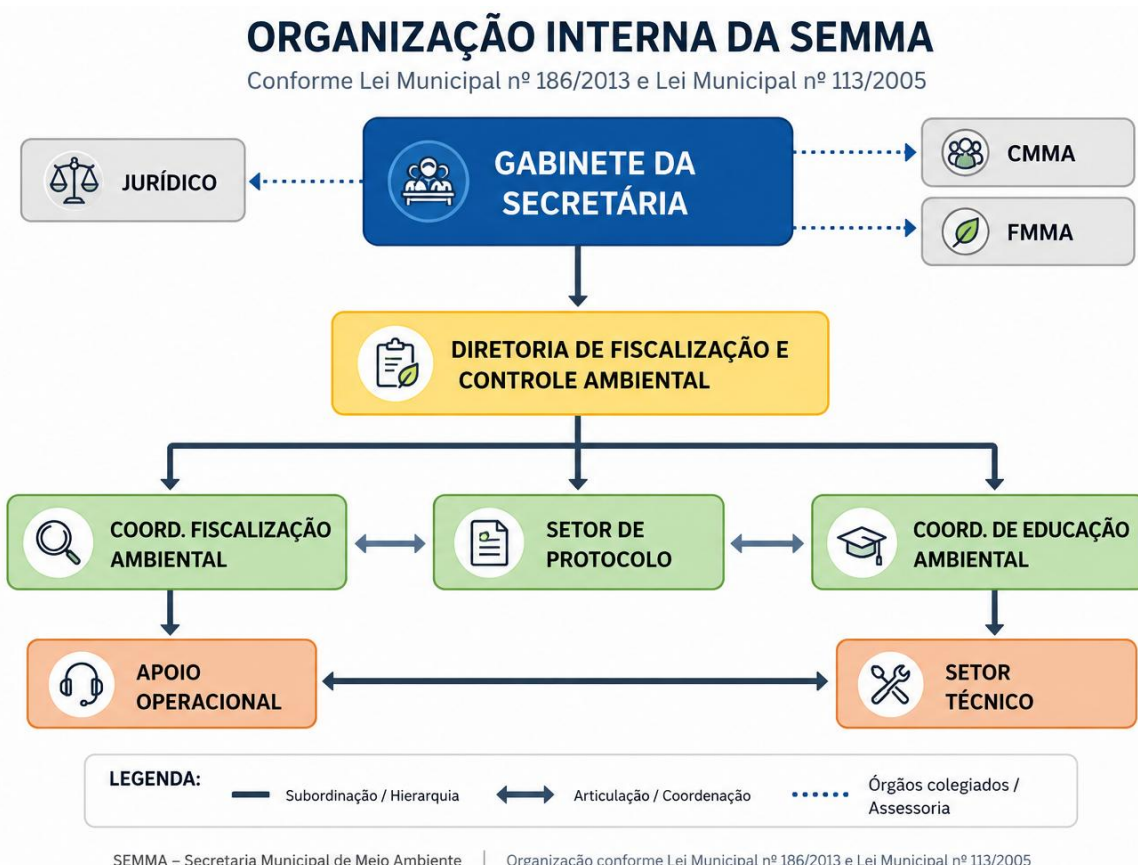 ORGANIZAÇÃO INTERNA DA SEMMA
Conforme Lei Municipal nº 186/2013 e Lei Municipal nº 113/2005
JURÍDICO
GABINETE DA
SECRETÁRIA
CMMA
FMMA
DIRETORIA DE FISCALIZAÇÃO E
CONTROLE AMBIENTAL
COORD. FISCALIZAÇÃO
AMBIENTAL
SETOR DE
PROTOCOLO
COORD. DE EDUCAÇÃO
AMBIENTAL
APOIO
OPERACIONAL
SETOR
TÉCNICO
LEGENDA:
Subordinação / Hierarquia
Articulação / Coordenação
Órgãos colegiados /
Assessoria
SEMMA – Secretaria Municipal de Meio Ambiente | Organização conforme Lei Municipal nº 186/2013 e Lei Municipal nº 113/2005